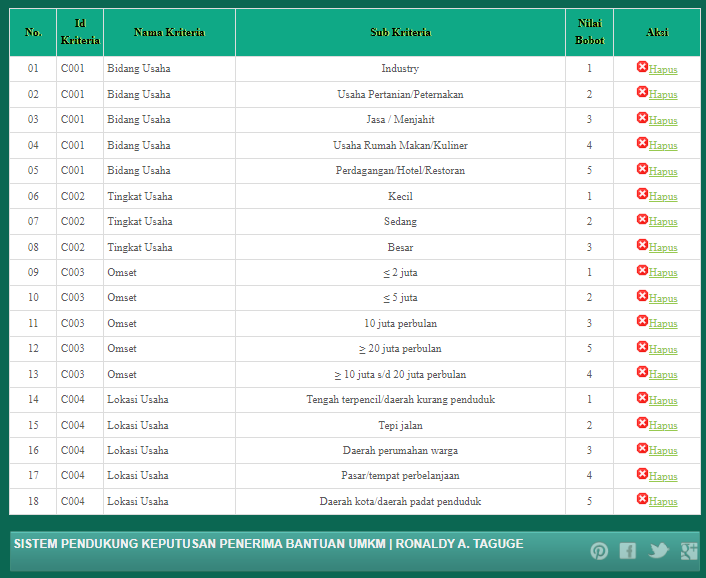 No. Id Kriteria Nama Kriteria Sub Kriteria Nilai Bobot Aksi
01 C001 Bidang Usaha Industry 1 Hapus
02 C001 Bidang Usaha Usaha Pertanian/Peternakan 2 Hapus
03 C001 Bidang Usaha Jasa / Menjahit 3 Hapus
04 C001 Bidang Usaha Usaha Rumah Makan/Kuliner 4 Hapus
05 C001 Bidang Usaha Perdagangan/Hotel/Restoran 5 Hapus
06 C002 Tingkat Usaha Kecil 1 Hapus
07 C002 Tingkat Usaha Sedang 2 Hapus
08 C002 Tingkat Usaha Besar 3 Hapus
09 C003 Omset ≤ 2 juta 1 Hapus
10 C003 Omset ≤ 5 juta 2 Hapus
11 C003 Omset 10 juta perbulan 3 Hapus
12 C003 Omset ≥ 20 juta perbulan 5 Hapus
13 C003 Omset ≥ 10 juta s/d 20 juta perbulan 4 Hapus
14 C004 Lokasi Usaha Tengah terpencil/daerah kurang penduduk 1 Hapus
15 C004 Lokasi Usaha Tepi jalan 2 Hapus
16 C004 Lokasi Usaha Daerah perumahan warga 3 Hapus
17 C004 Lokasi Usaha Pasar/tempat perbelanjaan 4 Hapus
18 C004 Lokasi Usaha Daerah kota/daerah padat penduduk 5 Hapus
SISTEM PENDUKUNG KEPUTUSAN PENERIMA BANTUAN UMKM | RONALDY A. TAGUGE